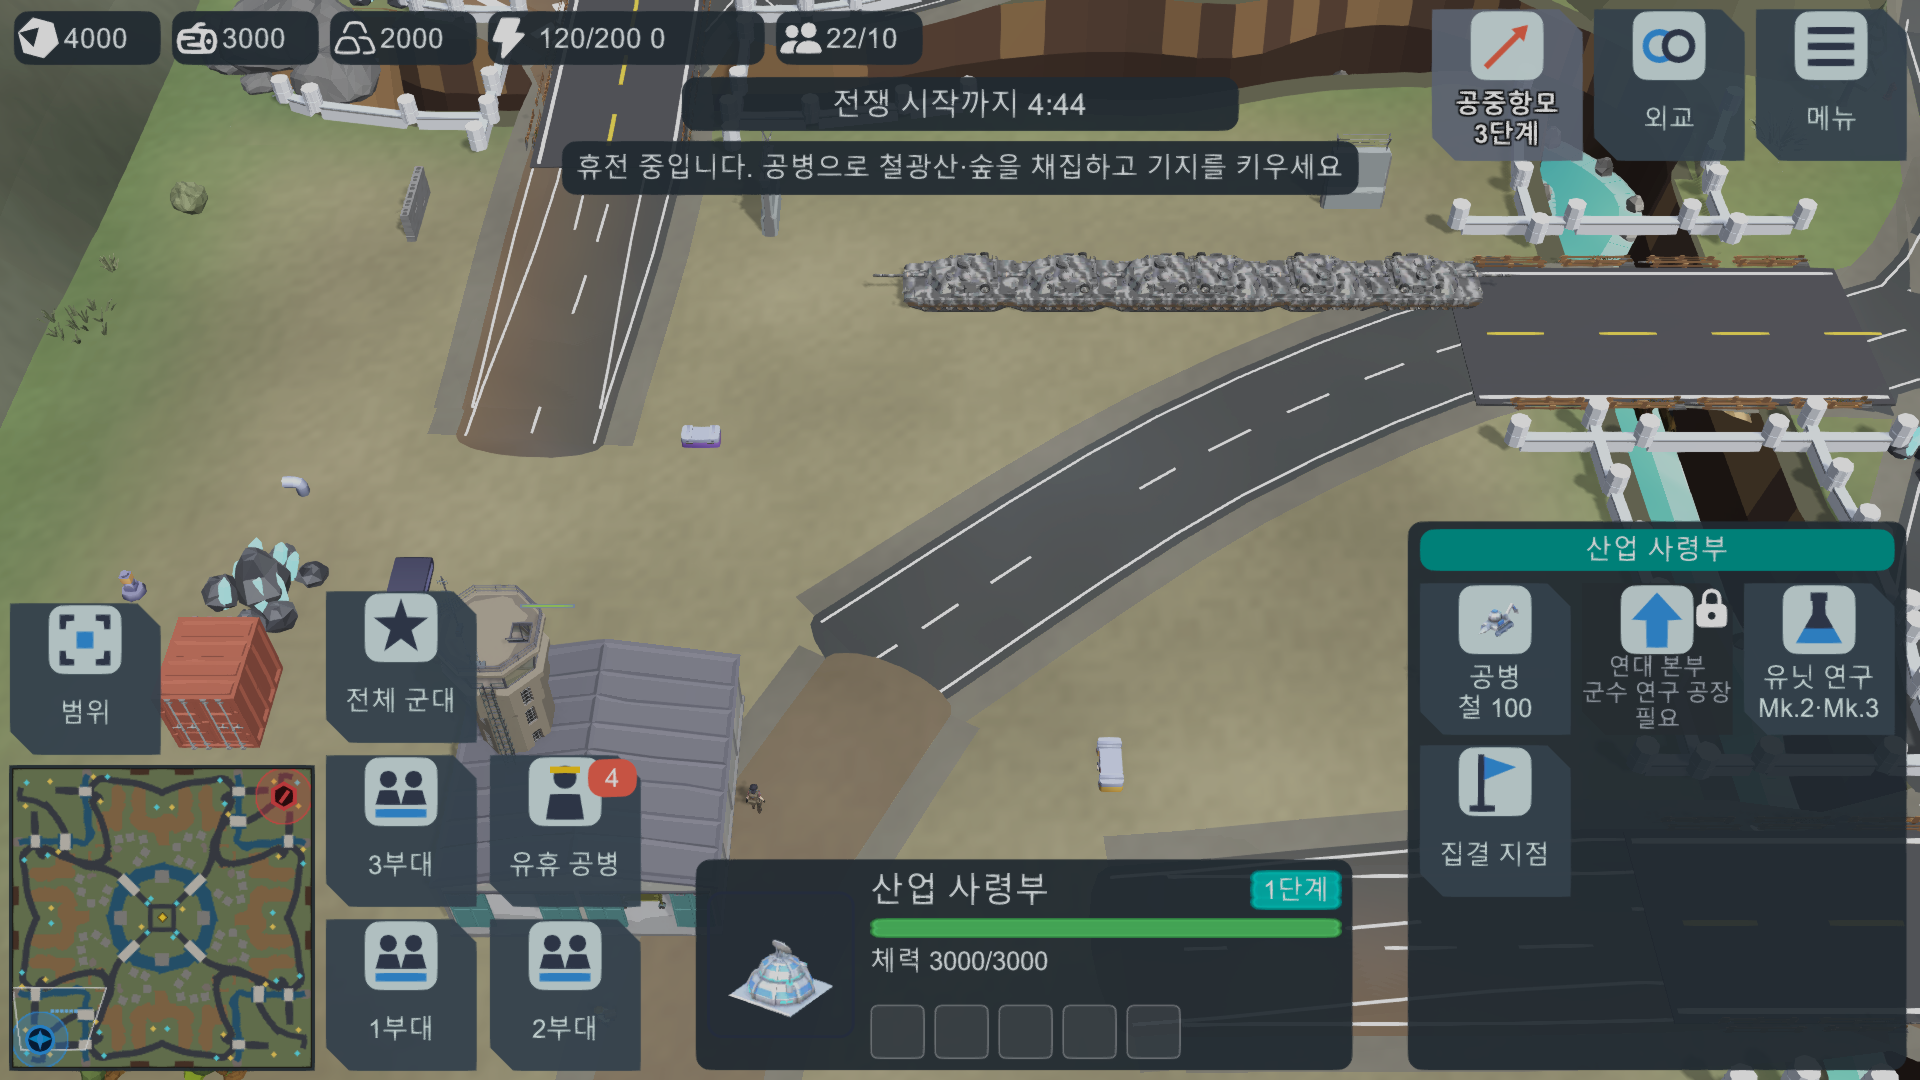 4000
3000
2000
120/200 0
22/10
전쟁 시작까지 4:44
휴전 중입니다. 공병으로 철광산·숲을 채집하고 기지를 키우세요
공중항모
3단계
외교
메뉴
범위
전체 군대
3부대
유휴 공병
4
1부대
2부대
산업 사령부
1단계
체력 3000/3000
산업 사령부
공병
철 100
연대 본부
군수 연구 공장
필요
유닛 연구
Mk.2·Mk.3
집결 지점